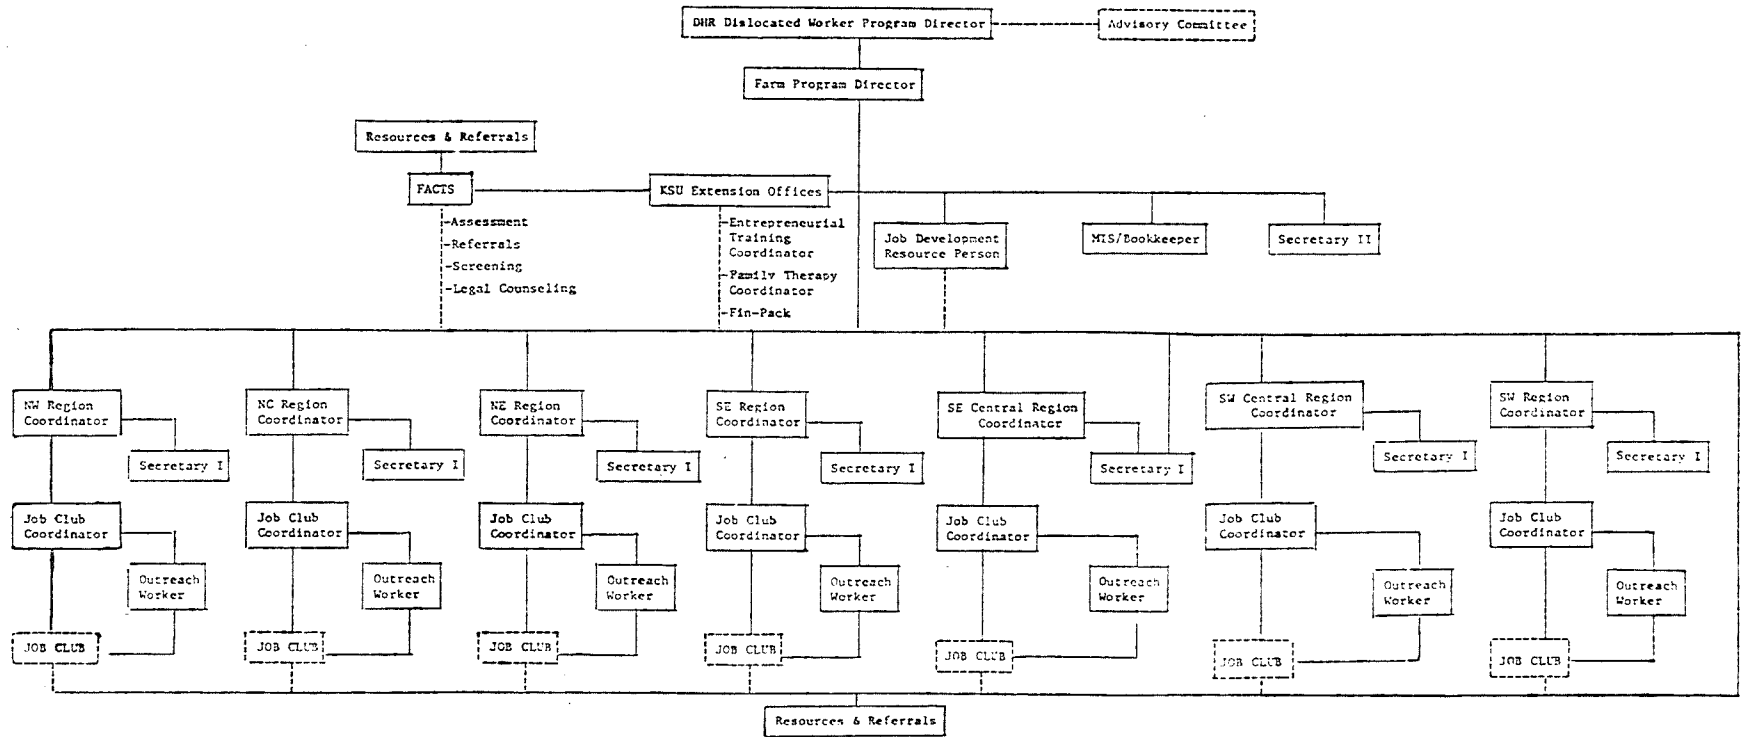 DHR Dislocated Worker Program Director
Advisory Committee
Farm Program Director
Resources & Referrals
FACTS
KSU Extension Offices
-Assessment
-Referrals
-Screening
-Legal Counseling
-Entrepreneurial
Training
Coordinator
-Family Therapy
Coordinator
-Fin-Pack
Job Development
Resource Person
MIS/Bookkeeper
Secretary II
NW Region
Coordinator
NC Region
Coordinator
NE Region
Coordinator
SE Region
Coordinator
SE Central Region
Coordinator
SW Central Region
Coordinator
SW Region
Coordinator
Secretary I
Secretary I
Secretary I
Secretary I
Secretary I
Secretary I
Secretary I
Job Club
Coordinator
Job Club
Coordinator
Job Club
Coordinator
Job Club
Coordinator
Job Club
Coordinator
Job Club
Coordinator
Job Club
Coordinator
Outreach
Worker
Outreach
Worker
Outreach
Worker
Outreach
Worker
Outreach
Worker
Outreach
Worker
Outreach
Worker
JOB CLUB
JOB CLUB
JOB CLUB
JOB CLUB
JOB CLUB
JOB CLUB
JOB CLUB
Resources & Referrals